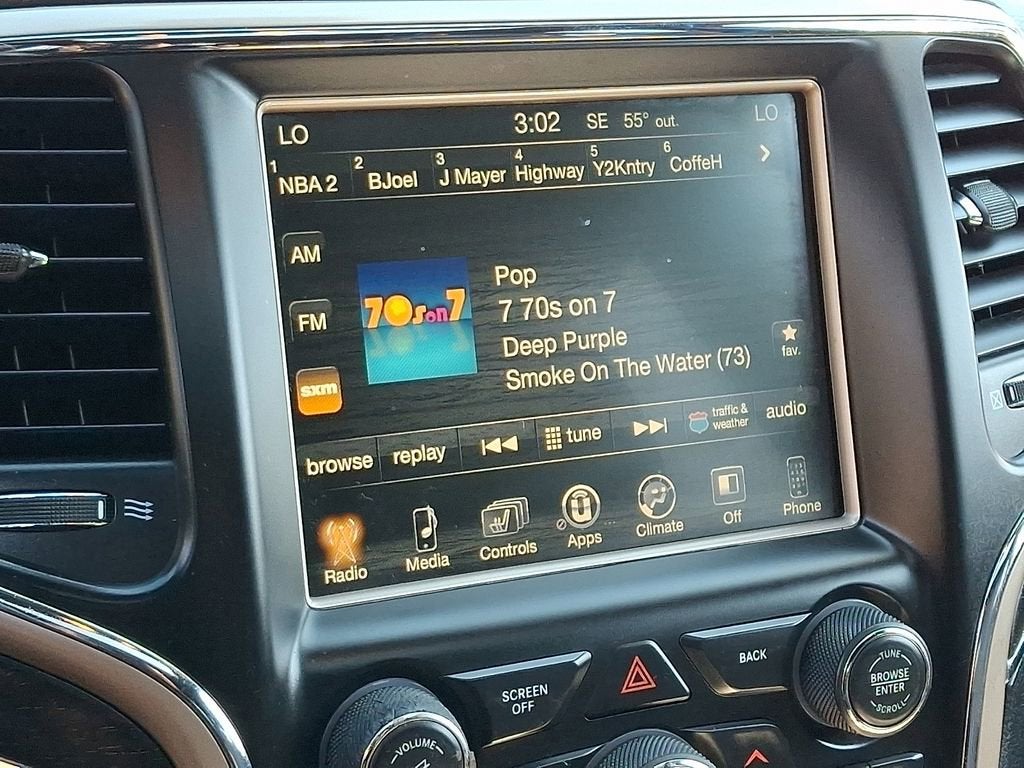 LO 3:02 SE 55° out. LO
1 NBA 2 2 BJoel 3 J Mayer 4 Highway 5 Y2Kntry 6 CoffeH
AM
FM
sxm
70s on 7
Pop
7 70s on 7
Deep Purple
Smoke On The Water (73)
fav.
browse replay tune traffic & weather audio
Radio Media Controls Apps Climate Off Phone
SCREEN
OFF
BACK
VOLUME
TUNE
BROWSE
ENTER
SCROLL